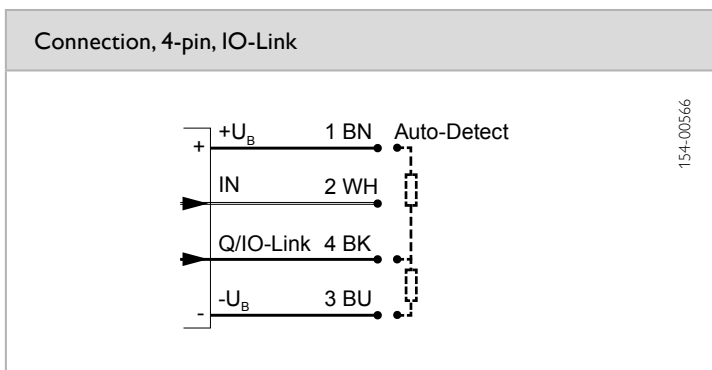 Connection, 4-pin, IO-Link
+U_B 1 BN Auto-Detect
+
IN 2 WH
Q/IO-Link 4 BK
-U_B 3 BU
-
154-00566